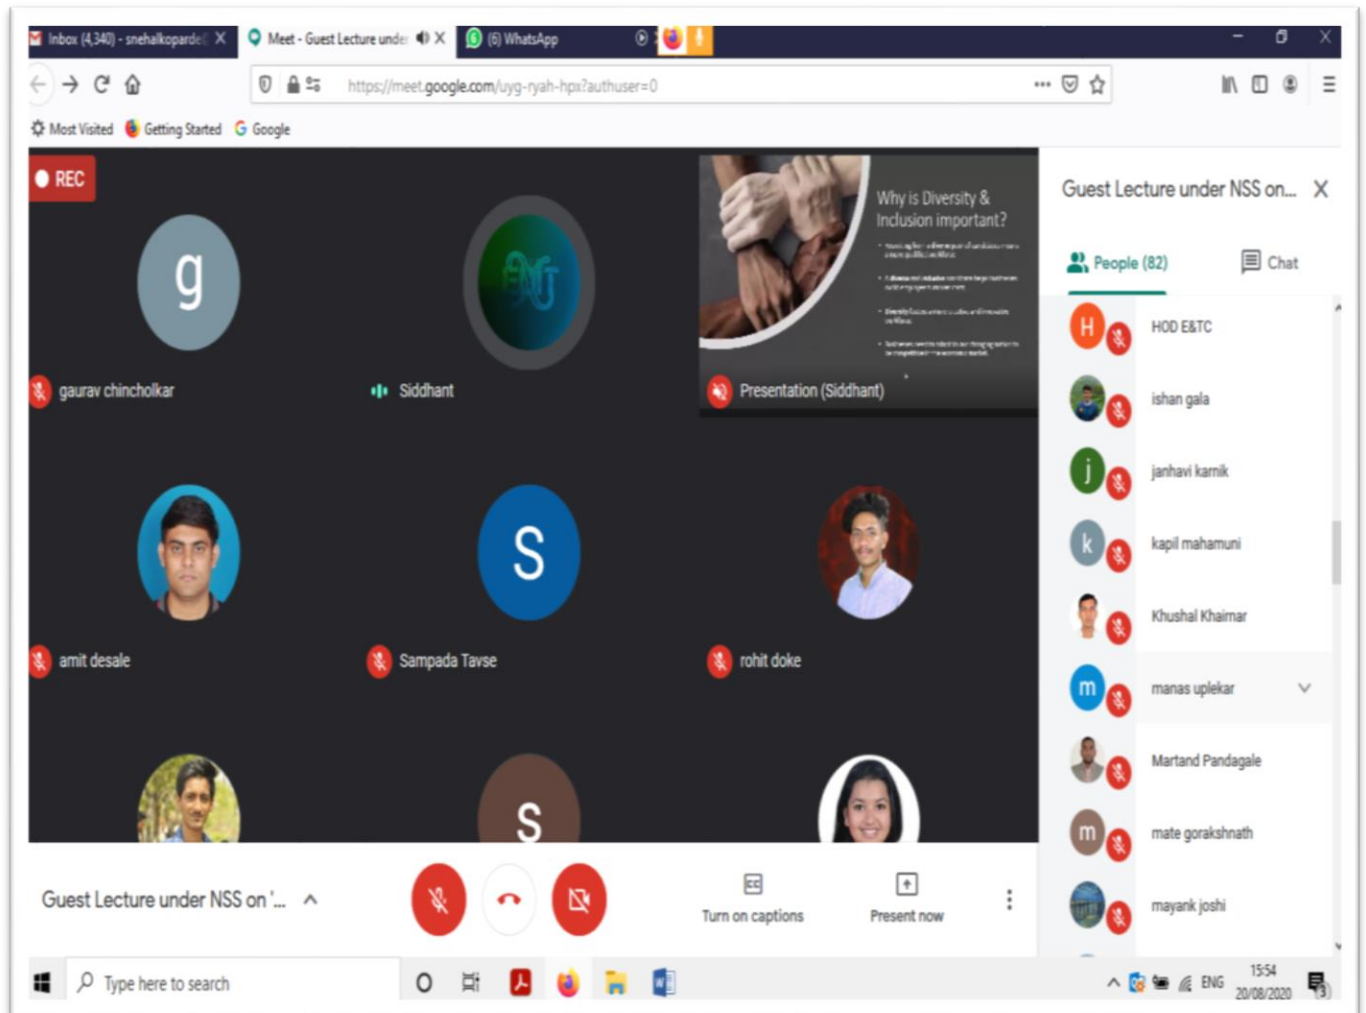 Inbox (4,340) - snehalkoparde(
Meet - Guest Lecture under
(6) WhatsApp
https://meet.google.com/uyg-ryah-hpx?authuser=0
Most Visited
Getting Started
G Google
REC
g
gaurav chincholkar
Siddhant
Why is Diversity &
Inclusion important?
Presentation (Siddhant)
amit desale
S
Sampada Tavse
rohit doke
S
Guest Lecture under NSS on...
People (82)
Chat
H
HOD E&TC
ishan gala
j
janhavi karnik
k
kapil mahamuni
Khushal Khairnar
m
manas uplekar
Martand Pandagale
m
mate gorakshnath
mayank joshi
Guest Lecture under NSS on '...
CC
Turn on captions
Present now
Type here to search
W
ENG
15:54
20/08/2020
3